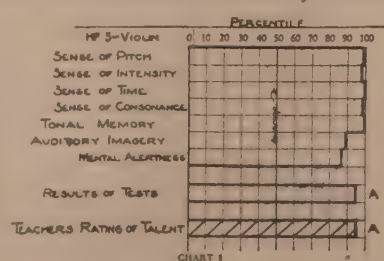 PERCENTILE
HF 5-VIOLIN 0 10 20 30 40 50 60 70 80 90 100
SENSE OF PITCH
SENSE OF INTENSITY
SENSE OF TIME
SENSE OF CONSONANCE
TONAL MEMORY
AUDITORY IMAGERY
MENTAL ALERTNESS
RESULTS OF TESTS A
TEACHERS RATING OF TALENT A
CHART 1